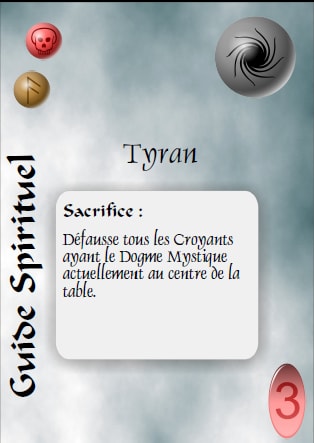 Tyran
Guide Spirituel
Sacrifice :
Défausse tous les Croyants
ayant le Dogme Mystique
actuellement au centre de la
table.
3